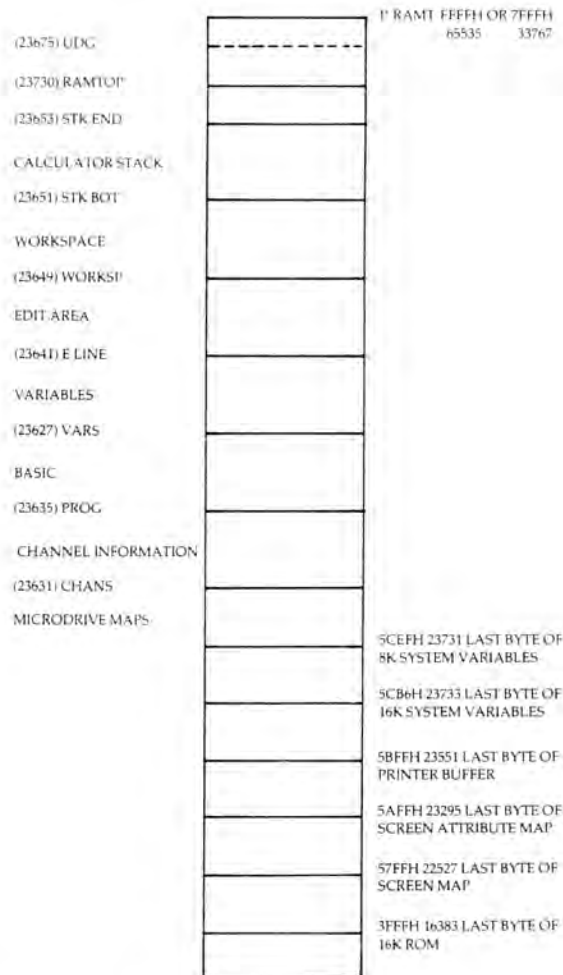 P RAMT FFFFH OR 7FFFH
65535 33767
(23675) UDG
(23730) RAMTOP
(23653) STK END
CALCULATOR STACK
(23651) STK BOT
WORKSPACE
(23649) WORKSP
EDIT AREA
(23641) E LINE
VARIABLES
(23627) VARS
BASIC
(23635) PROG
CHANNEL INFORMATION
(23631) CHANS
MICRODRIVE MAPS
5CEFH 23731 LAST BYTE OF
8K SYSTEM VARIABLES
5CB6H 23733 LAST BYTE OF
16K SYSTEM VARIABLES
5BFFH 23551 LAST BYTE OF
PRINTER BUFFER
5AFFH 23295 LAST BYTE OF
SCREEN ATTRIBUTE MAP
57FFH 22527 LAST BYTE OF
SCREEN MAP
3FFFH 16383 LAST BYTE OF
16K ROM